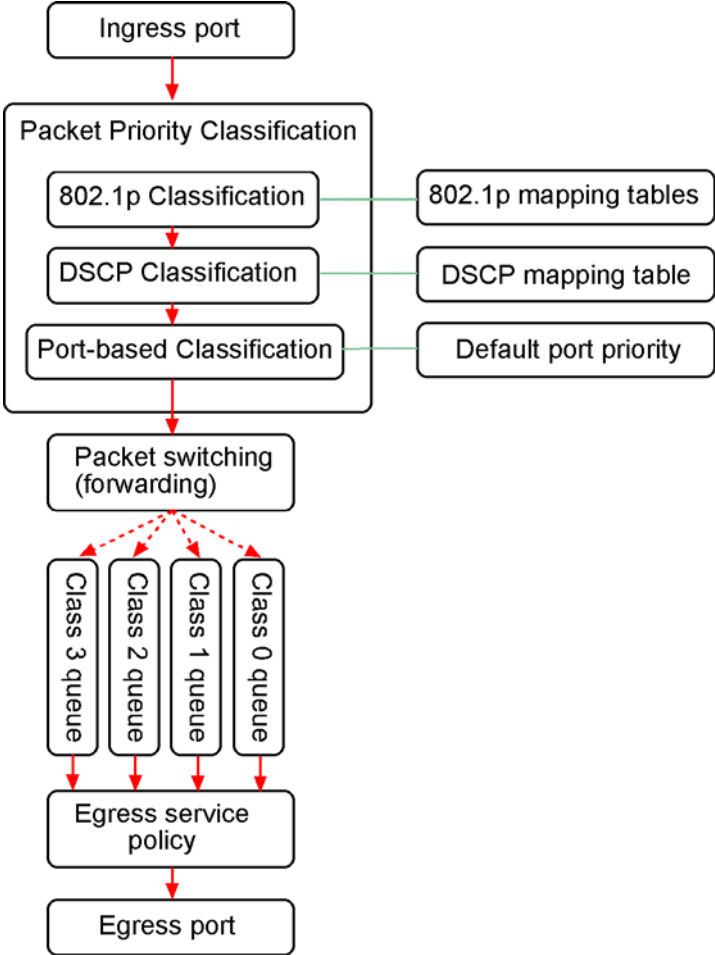 Ingress port
Packet Priority Classification
802.1p Classification
802.1p mapping tables
DSCP Classification
DSCP mapping table
Port-based Classification
Default port priority
Packet switching
(forwarding)
Class 3 queue
Class 2 queue
Class 1 queue
Class 0 queue
Egress service
policy
Egress port